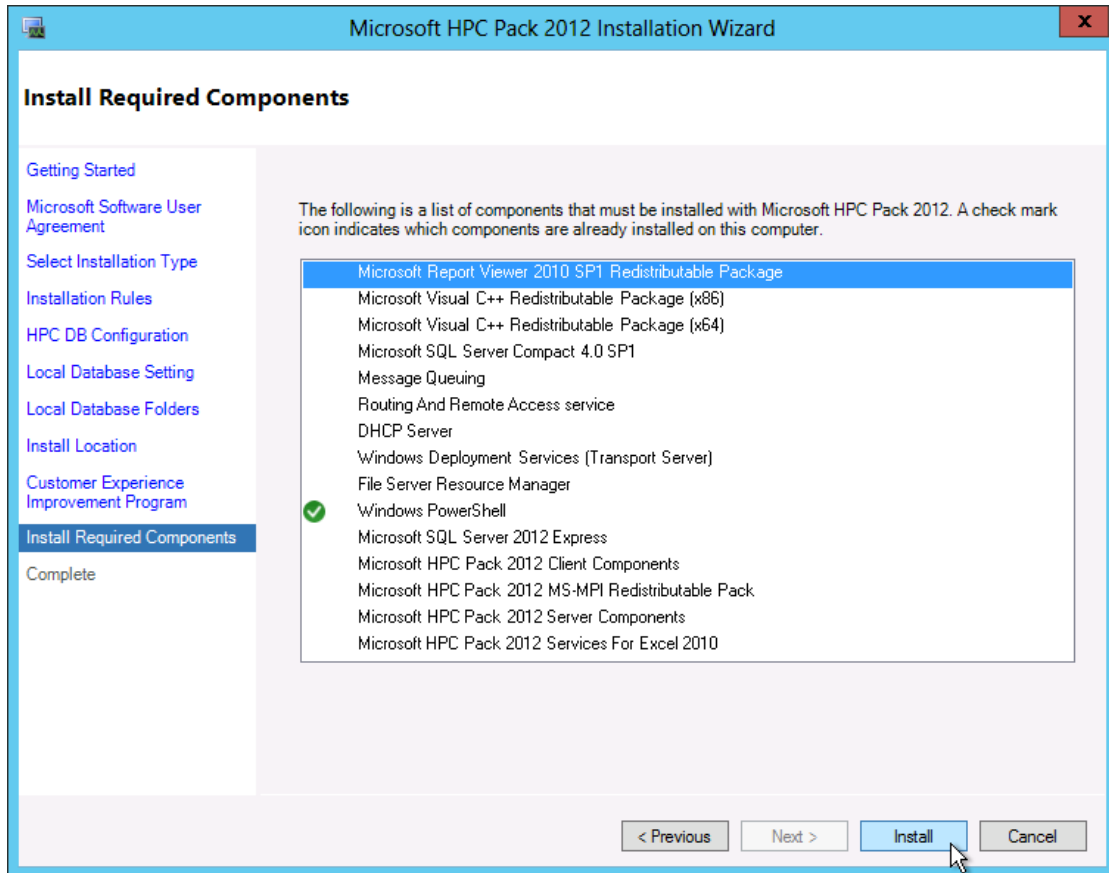 Microsoft HPC Pack 2012 Installation Wizard
x
Install Required Components
Getting Started
Microsoft Software User
Agreement
Select Installation Type
Installation Rules
HPC DB Configuration
Local Database Setting
Local Database Folders
Install Location
Customer Experience
Improvement Program
Install Required Components
Complete
The following is a list of components that must be installed with Microsoft HPC Pack 2012. A check mark
icon indicates which components are already installed on this computer.
Microsoft Report Viewer 2010 SP1 Redistributable Package
Microsoft Visual C++ Redistributable Package (x86)
Microsoft Visual C++ Redistributable Package (x64)
Microsoft SQL Server Compact 4.0 SP1
Message Queuing
Routing And Remote Access service
DHCP Server
Windows Deployment Services (Transport Server)
File Server Resource Manager
Windows PowerShell
Microsoft SQL Server 2012 Express
Microsoft HPC Pack 2012 Client Components
Microsoft HPC Pack 2012 MS-MPI Redistributable Pack
Microsoft HPC Pack 2012 Server Components
Microsoft HPC Pack 2012 Services For Excel 2010
< Previous
Next >
Install
Cancel